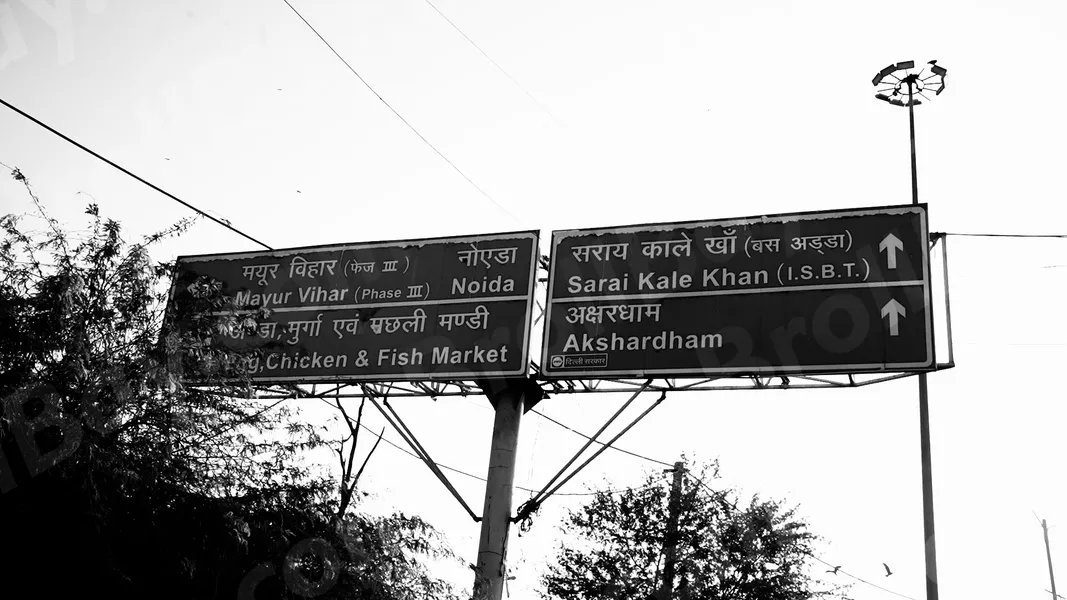 मयूर विहार (फेज III) नोएडा
Mayur Vihar (Phase III) Noida
मुर्गा एवं मछली मण्डी
Chicken & Fish Market
सराय काले खाँ (बस अड्डा)
Sarai Kale Khan (I.S.B.T.)
अक्षरधाम
Akshardham
दिल्ली सरकार